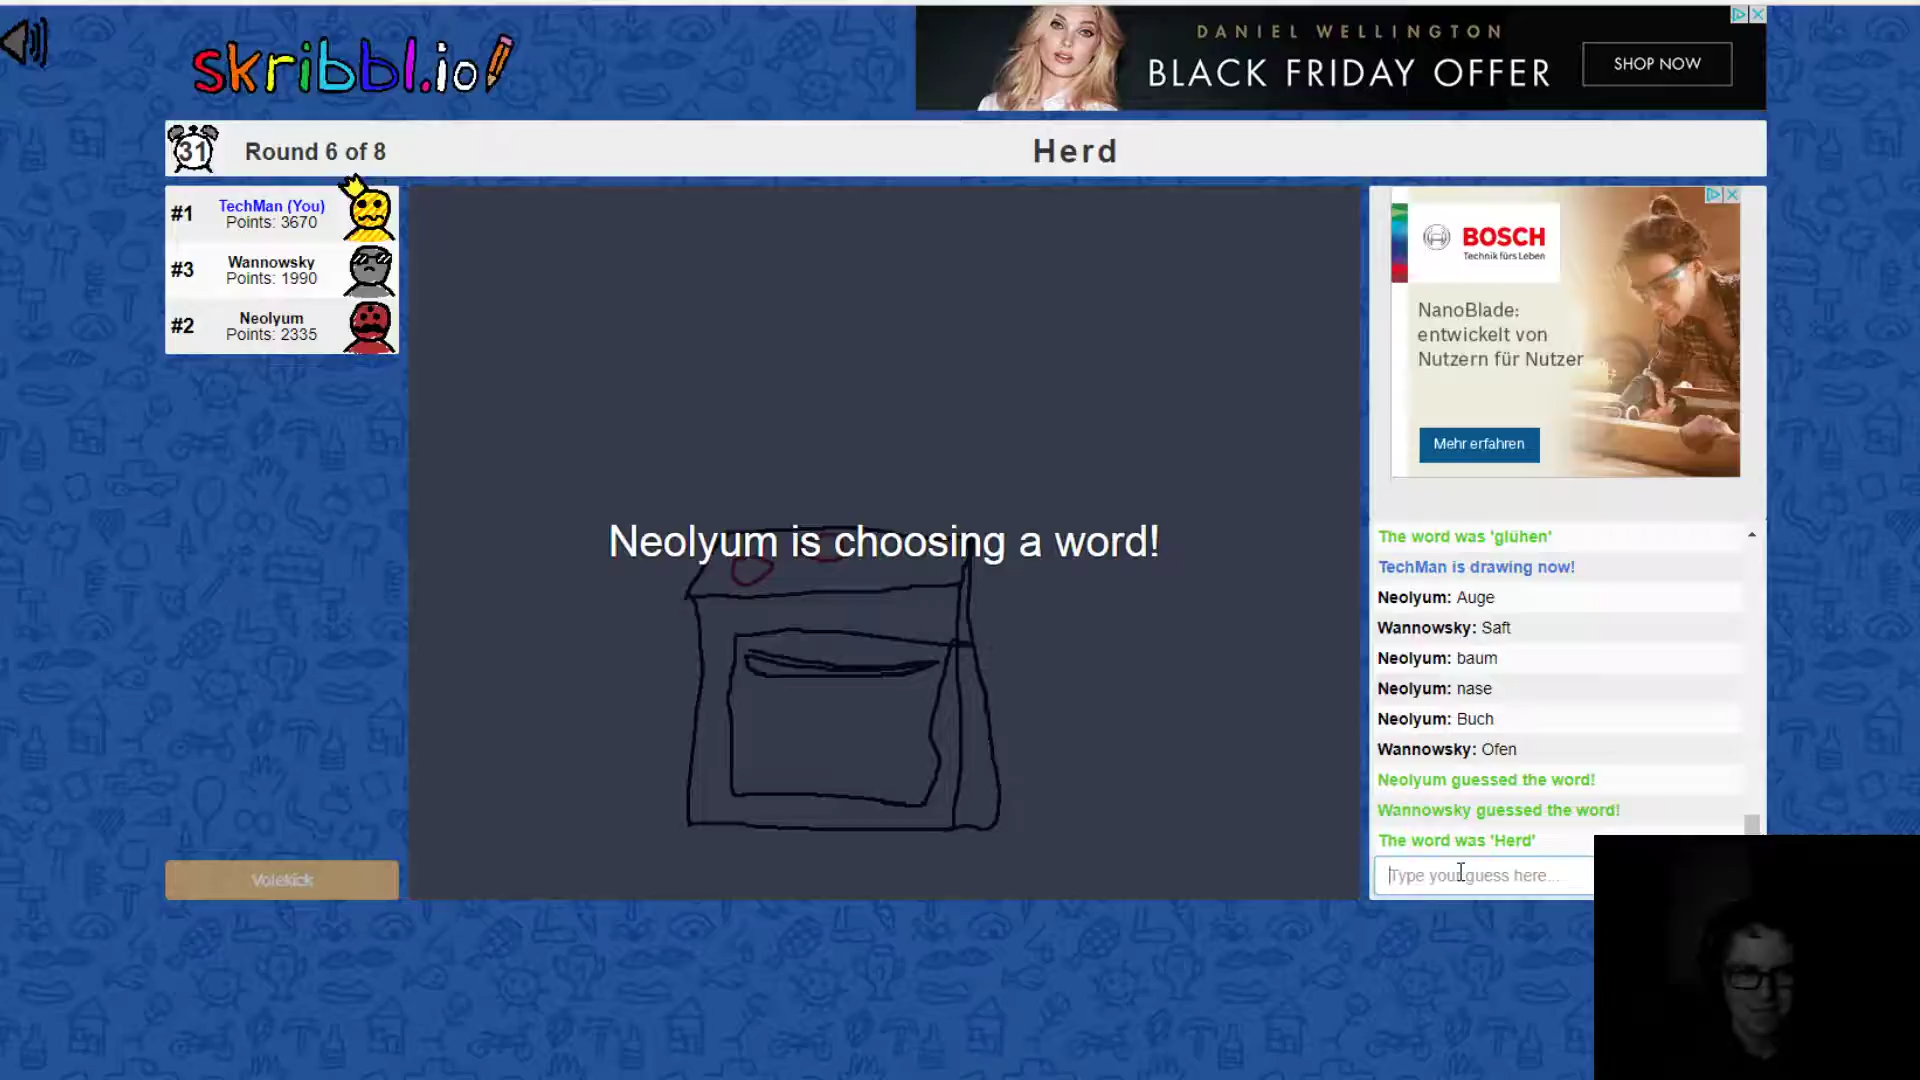 skribbl.io
DANIEL WELLINGTON
BLACK FRIDAY OFFER
SHOP NOW
31
Round 6 of 8
Herd
#1
TechMan (You)
Points: 3670
#3
Wannowsky
Points: 1990
#2
Neolyum
Points: 2335
Neolyum is choosing a word!
BOSCH
Technik fürs Leben
NanoBlade:
entwickelt von
Nutzern für Nutzer
Mehr erfahren
The word was 'glühen'
TechMan is drawing now!
Neolyum: Auge
Wannowsky: Saft
Neolyum: baum
Neolyum: nase
Neolyum: Buch
Wannowsky: Ofen
Neolyum guessed the word!
Wannowsky guessed the word!
The word was 'Herd'
Type your guess here...
Votekick